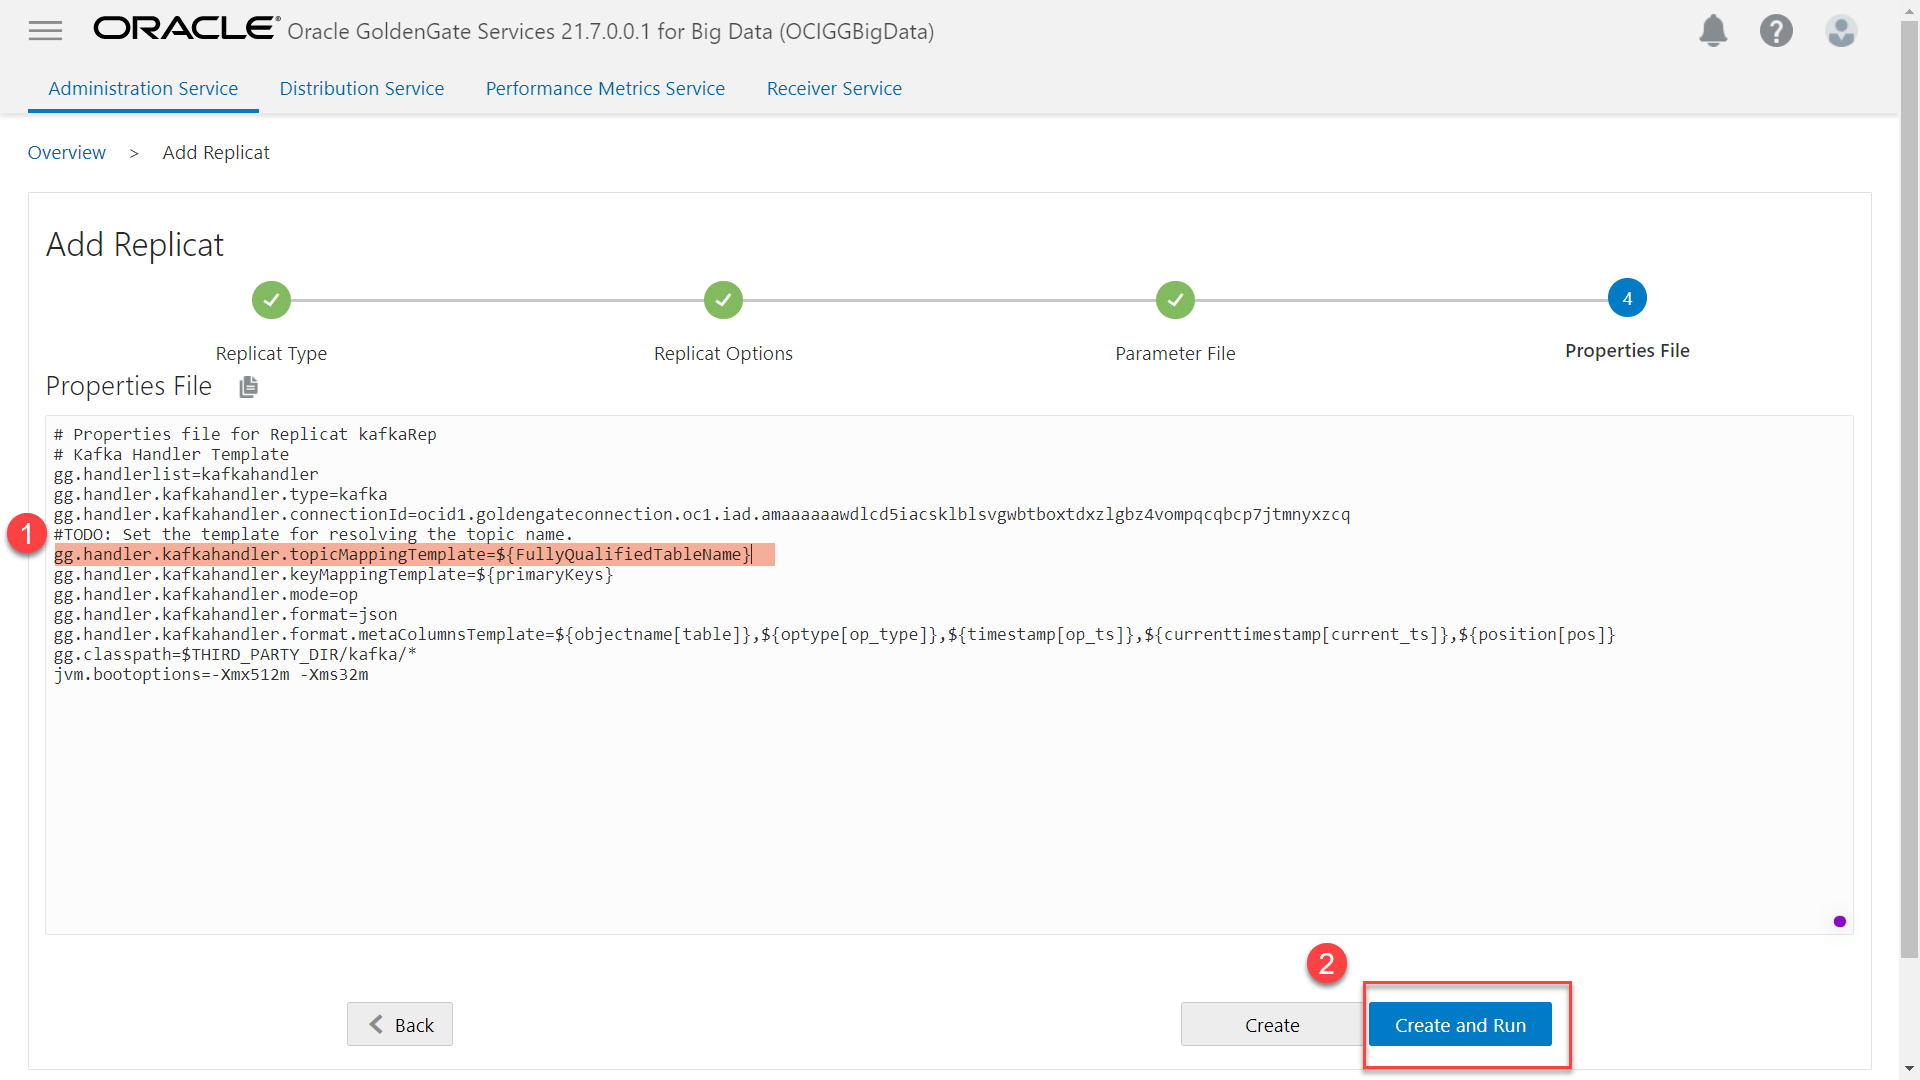 ORACLE® Oracle GoldenGate Services 21.7.0.0.1 for Big Data (OCIGGBigData)
Administration Service Distribution Service Performance Metrics Service Receiver Service
Overview > Add Replicat
Add Replicat
4
Replicat Type Replicat Options Parameter File Properties File
Properties File
# Properties file for Replicat kafkaRep
# Kafka Handler Template
gg.handlerlist=kafkahandler
gg.handler.kafkahandler.type=kafka
gg.handler.kafkahandler.connectionId=ocid1.goldengateconnection.oc1.iad.amaaaaaawdlcd5iacsklblsvgwbtboxtdxzlgbz4vompqcqbcp7jtmnyxzcq
1
#TODO: Set the template for resolving the topic name.
gg.handler.kafkahandler.topicMappingTemplate=${FullyQualifiedTableName}
gg.handler.kafkahandler.keyMappingTemplate=${primaryKeys}
gg.handler.kafkahandler.mode=op
gg.handler.kafkahandler.format=json
gg.handler.kafkahandler.format.metaColumnsTemplate=${objectname[table]},${optype[op_type]},${timestamp[op_ts]},${currenttimestamp[current_ts]},${position[pos]}
gg.classpath=$THIRD_PARTY_DIR/kafka/*
jvm.bootoptions=-Xmx512m -Xms32m
2
Back Create Create and Run